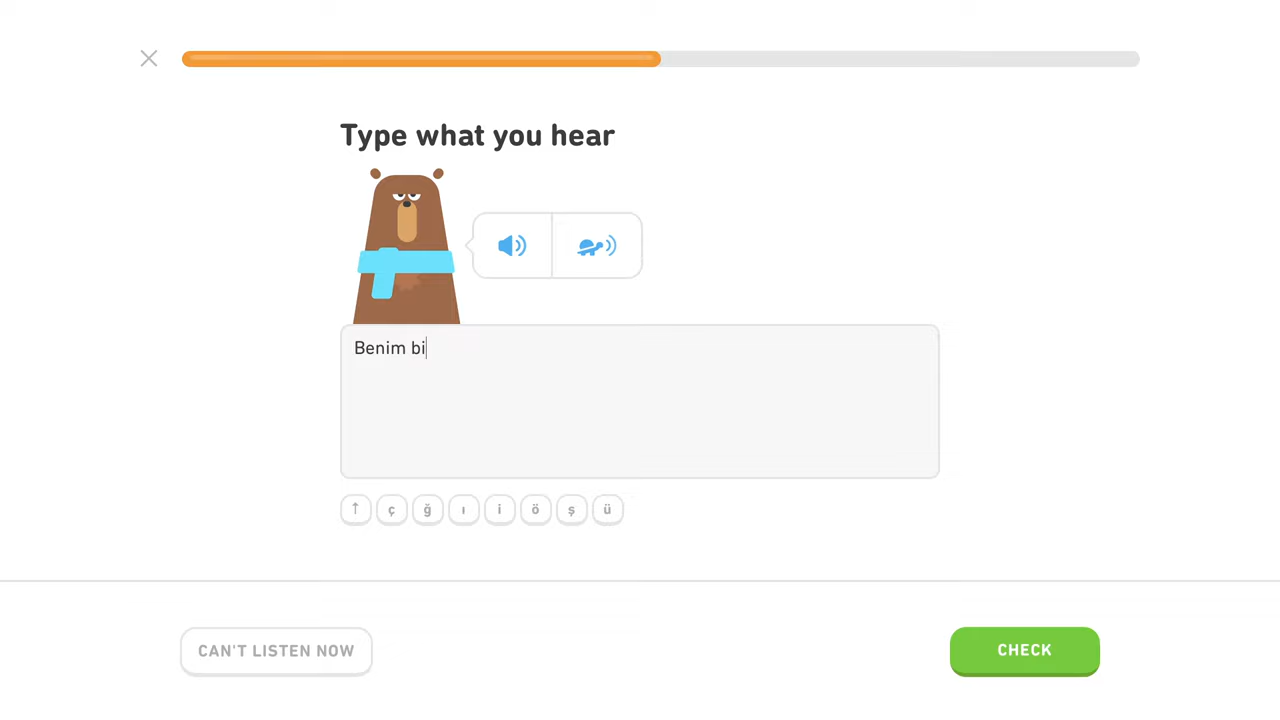 Type what you hear
Benim bi
↑ ç ğ ı i ö ş ü
CAN'T LISTEN NOW
CHECK